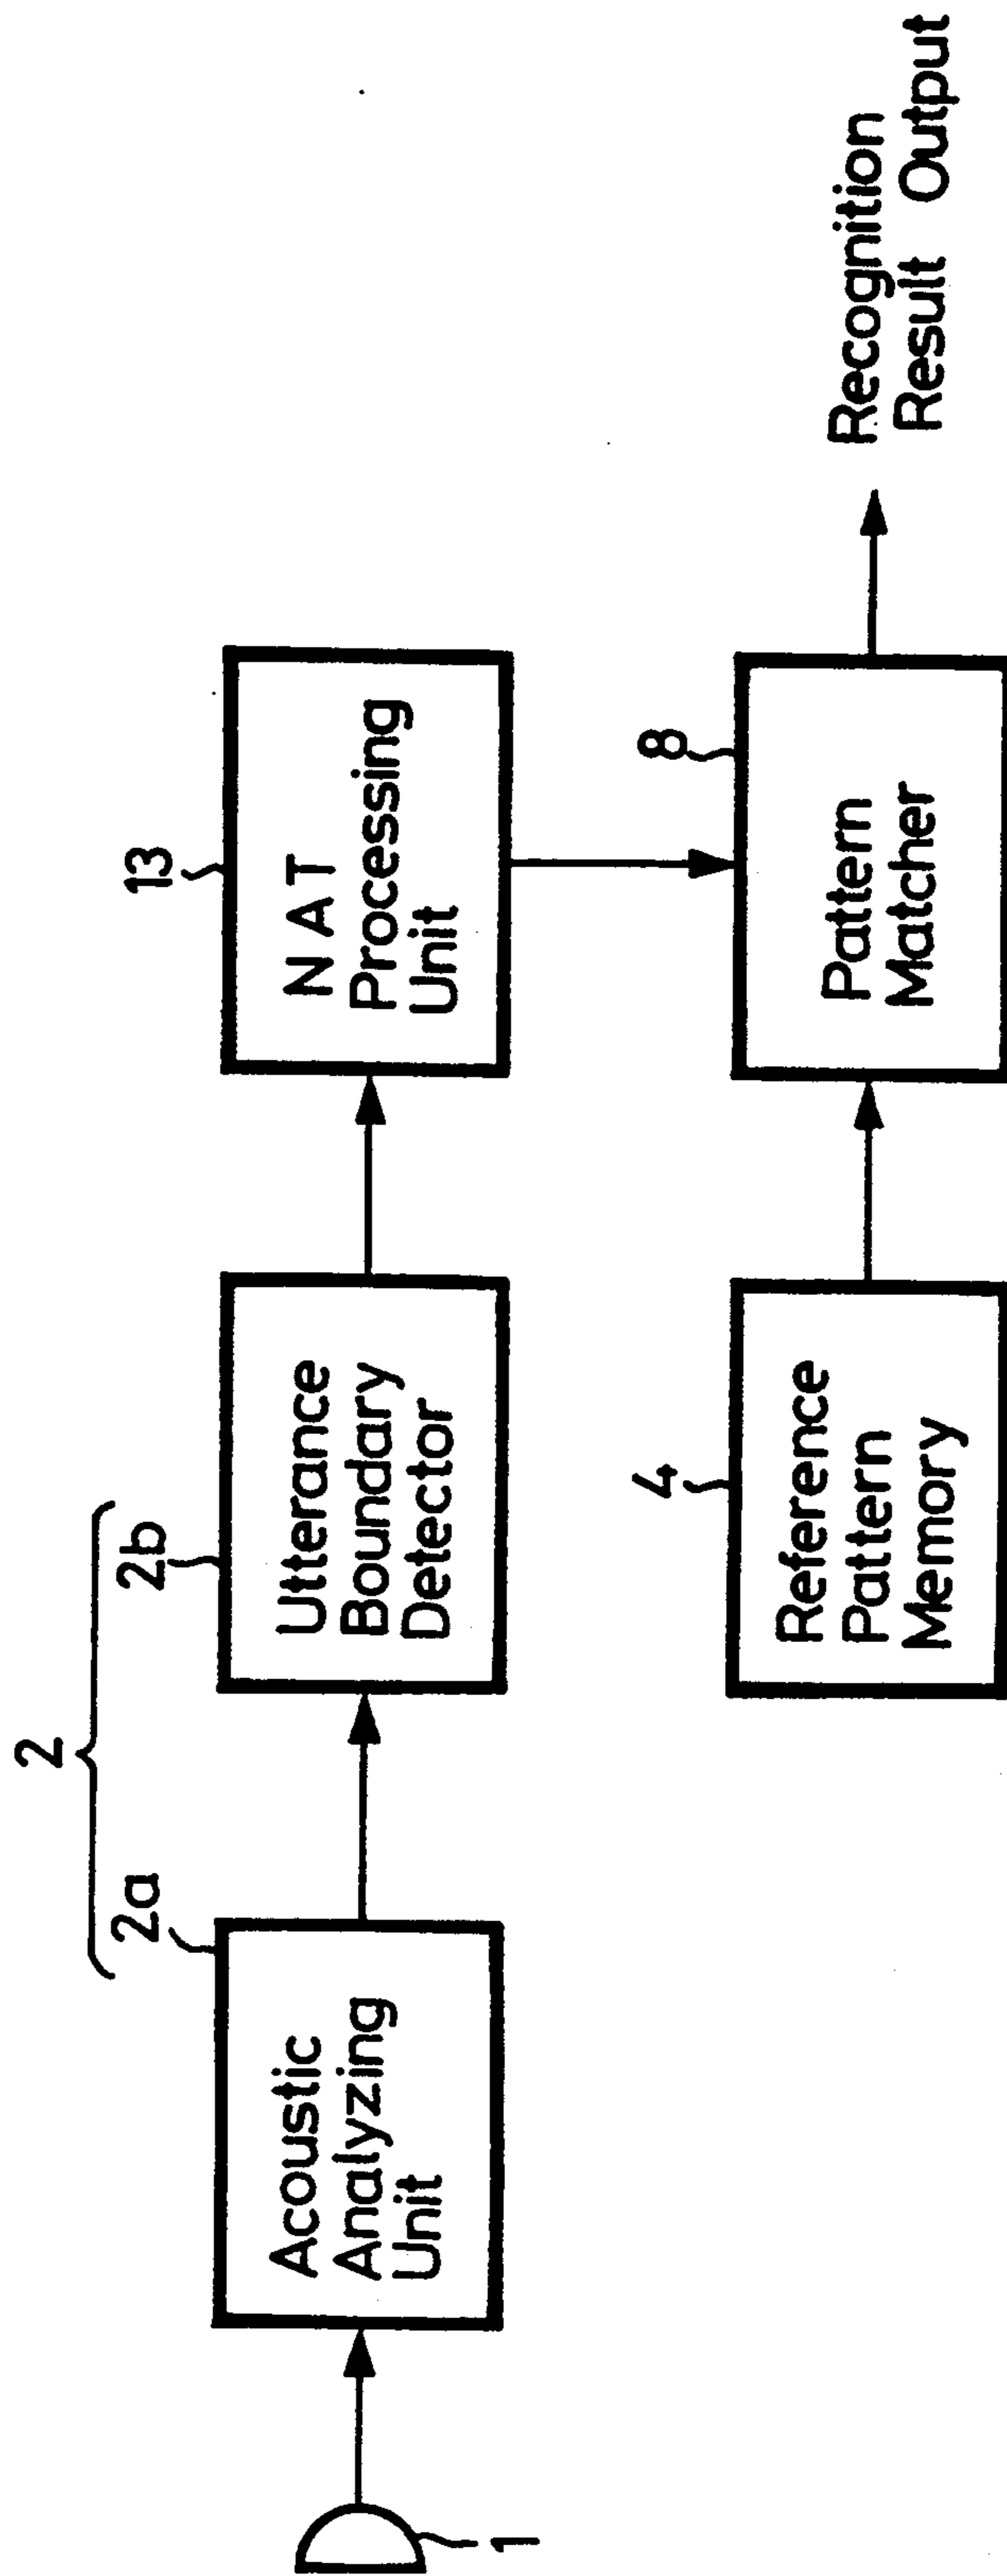 2
2a
2b
13
Acoustic
Analyzing
Unit
Utterance
Boundary
Detector
N A T
Processing
Unit
1
4
8
Reference
Pattern
Memory
Pattern
Matcher
Recognition
Result Output